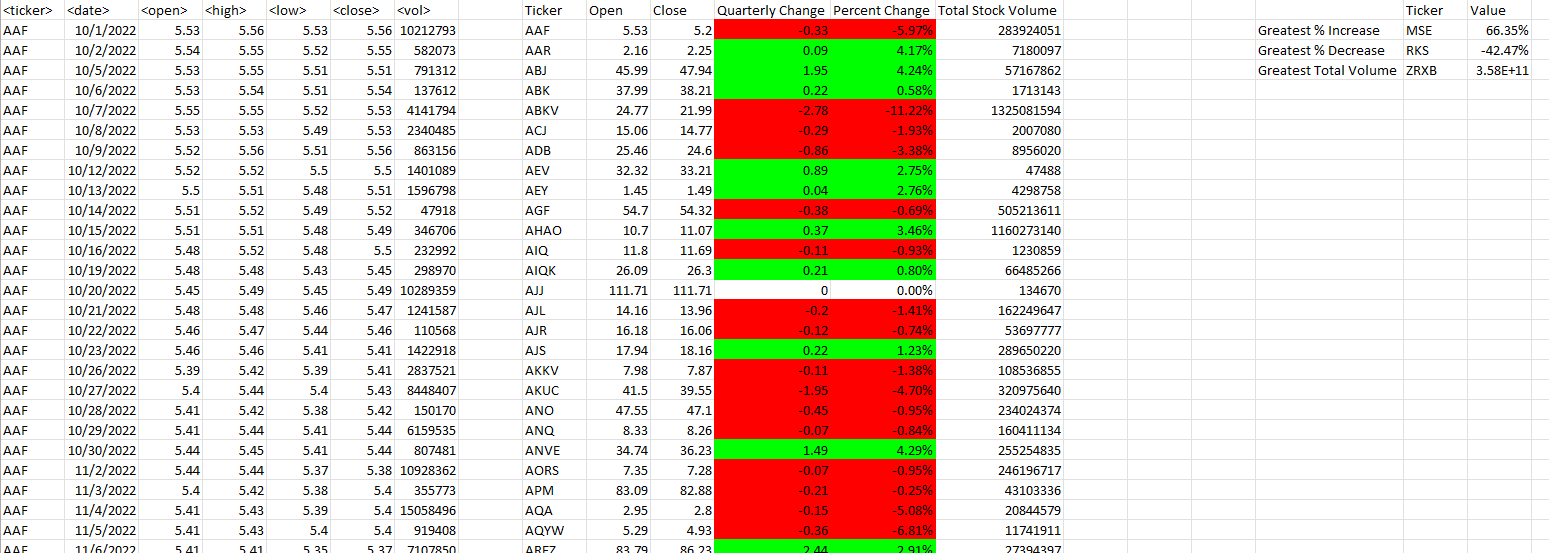 <ticker> <date> <open> <high> <low> <close> <vol> Ticker Open Close Quarterly Change Percent Change Total Stock Volume Ticker Value
AAF 10/1/2022 5.53 5.56 5.53 5.56 10212793 AAF 5.53 5.2 -0.33 -5.97% 283924051 Greatest % Increase MSE 66.35%
AAF 10/2/2022 5.54 5.55 5.52 5.55 582073 AAR 2.16 2.25 0.09 4.17% 7180097 Greatest % Decrease RKS -42.47%
AAF 10/5/2022 5.53 5.55 5.51 5.51 791312 ABJ 45.99 47.94 1.95 4.24% 57167862 Greatest Total Volume ZRXB 3.58E+11
AAF 10/6/2022 5.53 5.54 5.51 5.54 137612 ABK 37.99 38.21 0.22 0.58% 1713143
AAF 10/7/2022 5.55 5.55 5.52 5.53 4141794 ABKV 24.77 21.99 -2.78 -11.22% 1325081594
AAF 10/8/2022 5.53 5.53 5.49 5.53 2340485 ACJ 15.06 14.77 -0.29 -1.93% 2007080
AAF 10/9/2022 5.52 5.56 5.51 5.56 863156 ADB 25.46 24.6 -0.86 -3.38% 8956020
AAF 10/12/2022 5.52 5.52 5.5 5.5 1401089 AEV 32.32 33.21 0.89 2.75% 47488
AAF 10/13/2022 5.5 5.51 5.48 5.51 1596798 AEY 1.45 1.49 0.04 2.76% 4298758
AAF 10/14/2022 5.51 5.52 5.49 5.52 47918 AGF 54.7 54.32 -0.38 -0.69% 505213611
AAF 10/15/2022 5.51 5.51 5.48 5.49 346706 AHAO 10.7 11.07 0.37 3.46% 1160273140
AAF 10/16/2022 5.48 5.52 5.48 5.5 232992 AIQ 11.8 11.69 -0.11 -0.93% 1230859
AAF 10/19/2022 5.48 5.48 5.43 5.45 298970 AIQK 26.09 26.3 0.21 0.80% 66485266
AAF 10/20/2022 5.45 5.49 5.45 5.49 10289359 AJJ 111.71 111.71 0 0.00% 134670
AAF 10/21/2022 5.48 5.48 5.46 5.47 1241587 AJL 14.16 13.96 -0.2 -1.41% 162249647
AAF 10/22/2022 5.46 5.47 5.44 5.46 110568 AJR 16.18 16.06 -0.12 -0.74% 53697777
AAF 10/23/2022 5.46 5.46 5.41 5.41 1422918 AJS 17.94 18.16 0.22 1.23% 289650220
AAF 10/26/2022 5.39 5.42 5.39 5.41 2837521 AKKV 7.98 7.87 -0.11 -1.38% 108536855
AAF 10/27/2022 5.4 5.44 5.4 5.43 8448407 AKUC 41.5 39.55 -1.95 -4.70% 320975640
AAF 10/28/2022 5.41 5.42 5.38 5.42 150170 ANO 47.55 47.1 -0.45 -0.95% 234024374
AAF 10/29/2022 5.41 5.44 5.41 5.44 6159535 ANQ 8.33 8.26 -0.07 -0.84% 160411134
AAF 10/30/2022 5.44 5.45 5.41 5.44 807481 ANVE 34.74 36.23 1.49 4.29% 255254835
AAF 11/2/2022 5.44 5.44 5.37 5.38 10928362 AORS 7.35 7.28 -0.07 -0.95% 246196717
AAF 11/3/2022 5.4 5.42 5.38 5.4 355773 APM 83.09 82.88 -0.21 -0.25% 43103336
AAF 11/4/2022 5.41 5.43 5.39 5.4 15058496 AQA 2.95 2.8 -0.15 -5.08% 20844579
AAF 11/5/2022 5.41 5.43 5.4 5.4 919408 AQYW 5.29 4.93 -0.36 -6.81% 11741911
AAF 11/6/2022 5.41 5.41 5.35 5.37 7107850 83.79 86.23 2.44 2.91% 27394397